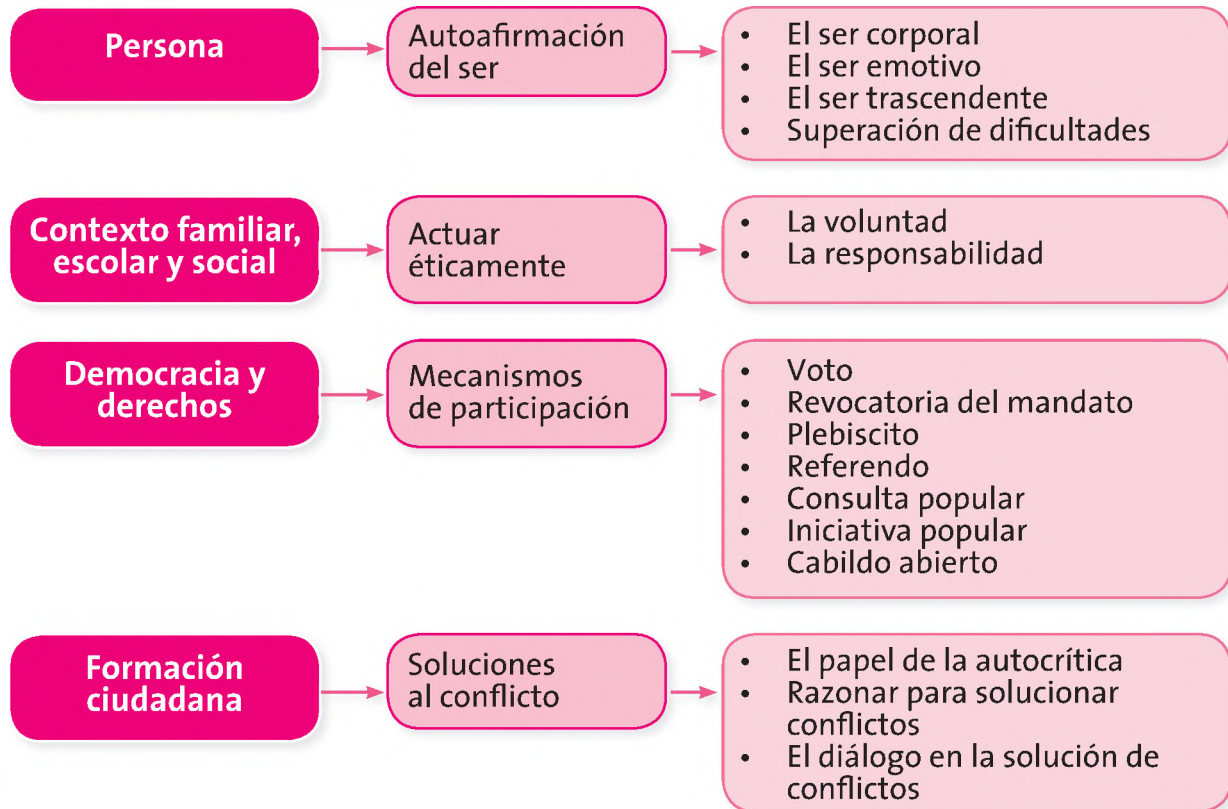 Persona
Autoafirmación
del ser
• El ser corporal
• El ser emotivo
• El ser trascendente
• Superación de dificultades
Contexto familiar,
escolar y social
Actuar
éticamente
• La voluntad
• La responsabilidad
Democracia y
derechos
Mecanismos
de participación
• Voto
• Revocatoria del mandato
• Plebiscito
• Referendo
• Consulta popular
• Iniciativa popular
• Cabildo abierto
Formación
ciudadana
Soluciones
al conflicto
• El papel de la autocrítica
• Razonar para solucionar
conflictos
• El diálogo en la solución de
conflictos